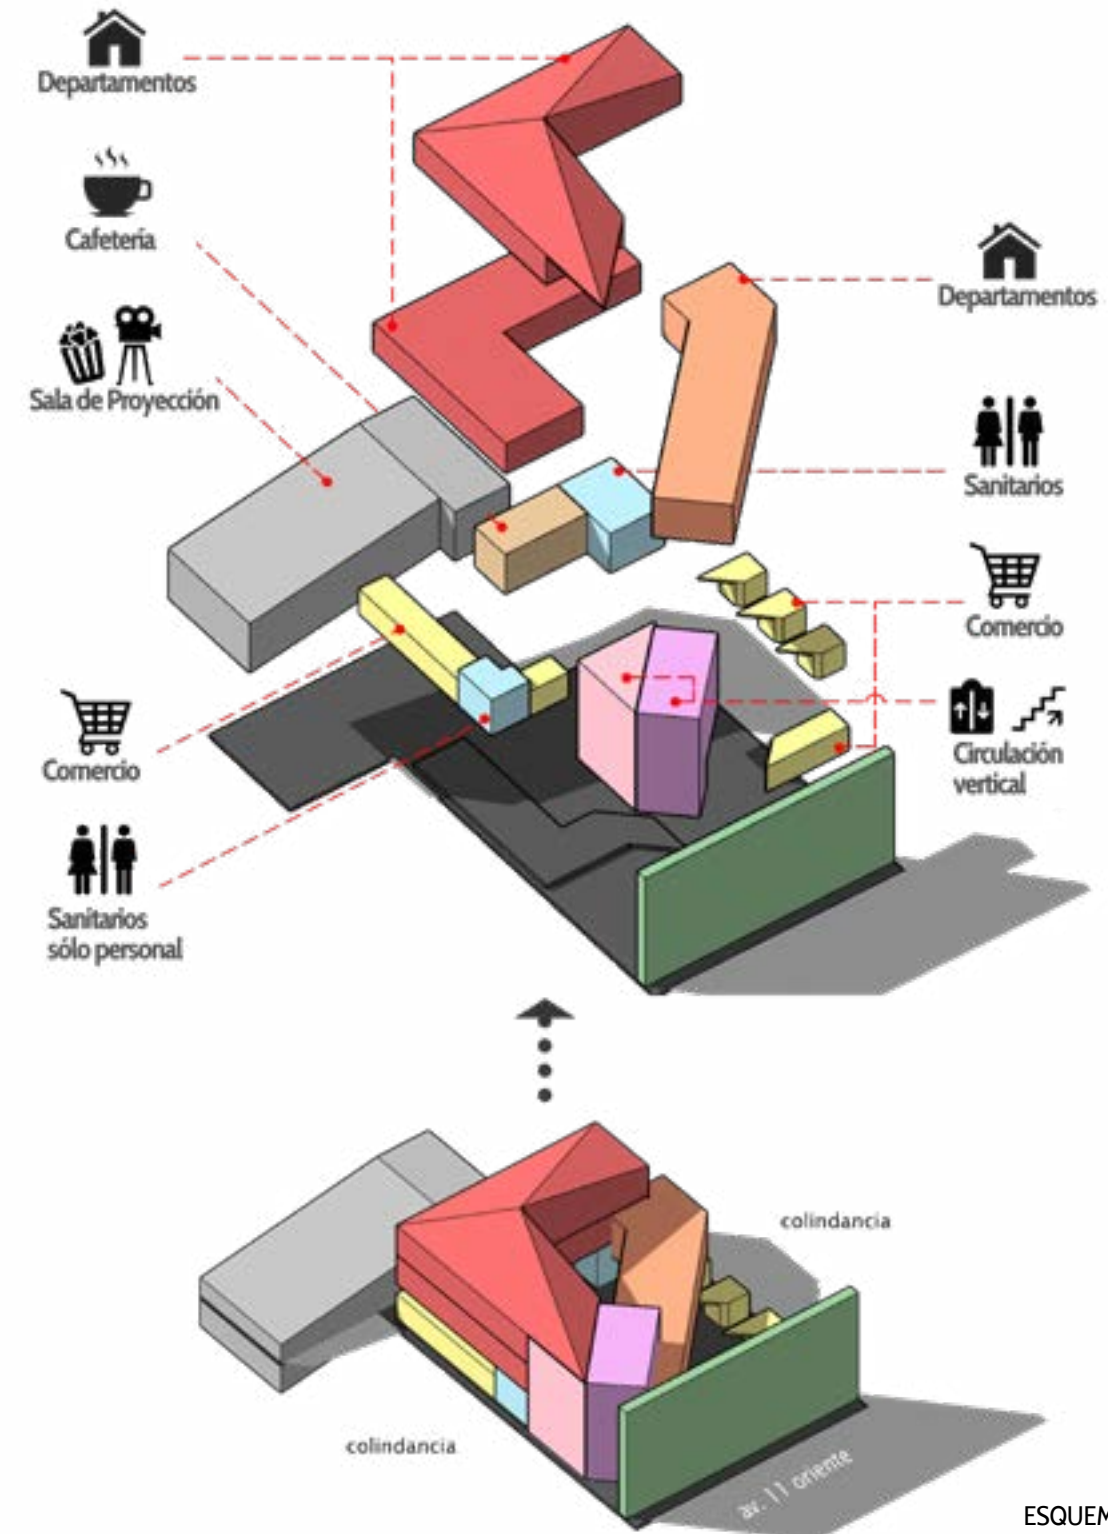 Departamentos
Cafetería
Sala de Proyección
Comercio
Sanitarios
sólo personal
Departamentos
Sanitarios
Comercio
Circulación
vertical
colindancia
colindancia
av. 11 oriente
ESQUEM